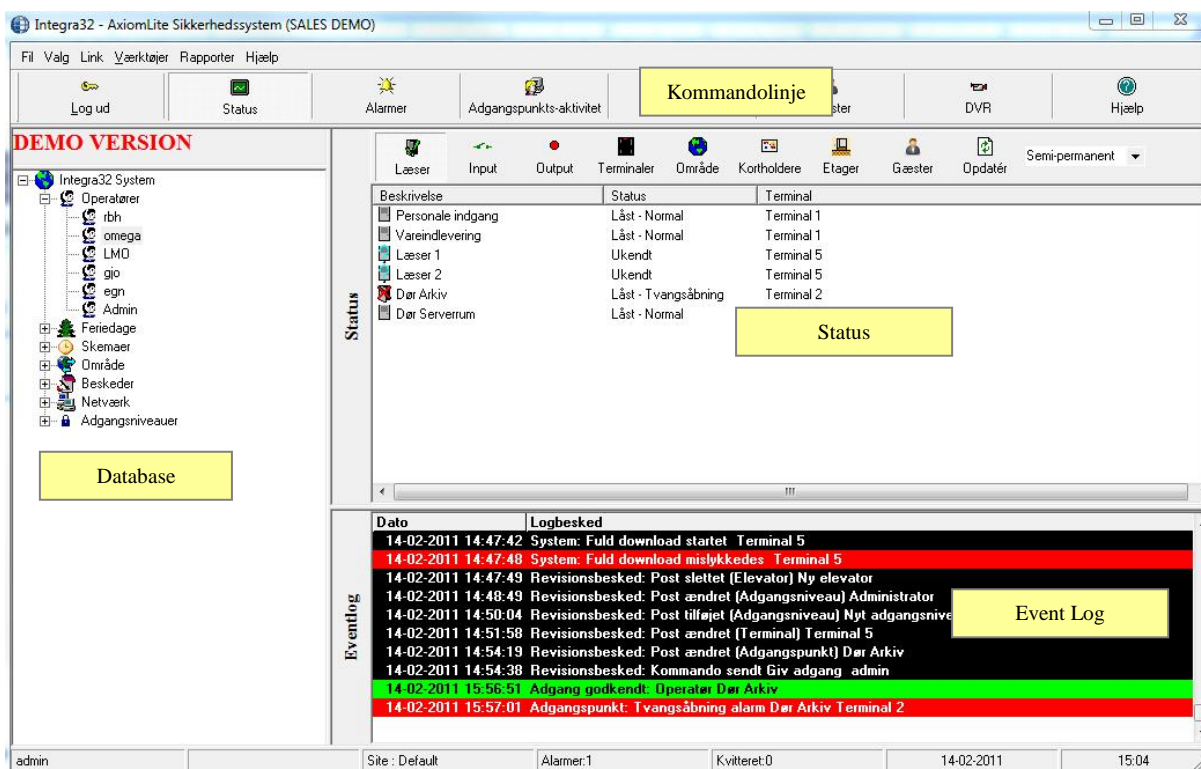 Integra32 - AxiomLite Sikkerhedssystem (SALES DEMO)
Fil Valg Link Værktøjer Rapporter Hjælp
Log ud Status Alarmer Adgangspunkts-aktivitet Kommandolinje DVR Hjælp
DEMO VERSION
Integra32 System
Operatører
rbh
omega
LMO
gjo
egn
Admin
Feriedage
Skemaer
Område
Beskeder
Netværk
Adgangsniveauer
Database
Status
Læser Input Output Terminaler Område Kortholdere Etager Gæster Opdatér Semi-permanent
Beskrivelse Status Terminal
Personale indgang Låst - Normal Terminal 1
Vareindlevering Låst - Normal Terminal 1
Læser 1 Ukendt Terminal 5
Læser 2 Ukendt Terminal 5
Dør Arkiv Låst - Tvangsåbning Terminal 2
Dør Serverrum Låst - Normal
Status
Eventlog
Dato Logbesked
14-02-2011 14:47:42 System: Fuld download startet Terminal 5
14-02-2011 14:47:48 System: Fuld download mislykkedes Terminal 5
14-02-2011 14:47:49 Revisionsbesked: Post slettet (Elevator) Ny elevator
14-02-2011 14:48:49 Revisionsbesked: Post ændret (Adgangsniveau) Administrator
14-02-2011 14:50:04 Revisionsbesked: Post tilføjet (Adgangsniveau) Nyt adgangsnive
14-02-2011 14:51:58 Revisionsbesked: Post ændret (Terminal) Terminal 5
14-02-2011 14:54:19 Revisionsbesked: Post ændret (Adgangspunkt) Dør Arkiv
14-02-2011 14:54:38 Revisionsbesked: Kommando sendt Giv adgang admin
14-02-2011 15:56:51 Adgang godkendt: Operatør Dør Arkiv
14-02-2011 15:57:01 Adgangspunkt: Tvangsåbning alarm Dør Arkiv Terminal 2
Event Log
admin Site : Default Alarmer:1 Kvitteret:0 14-02-2011 15:04